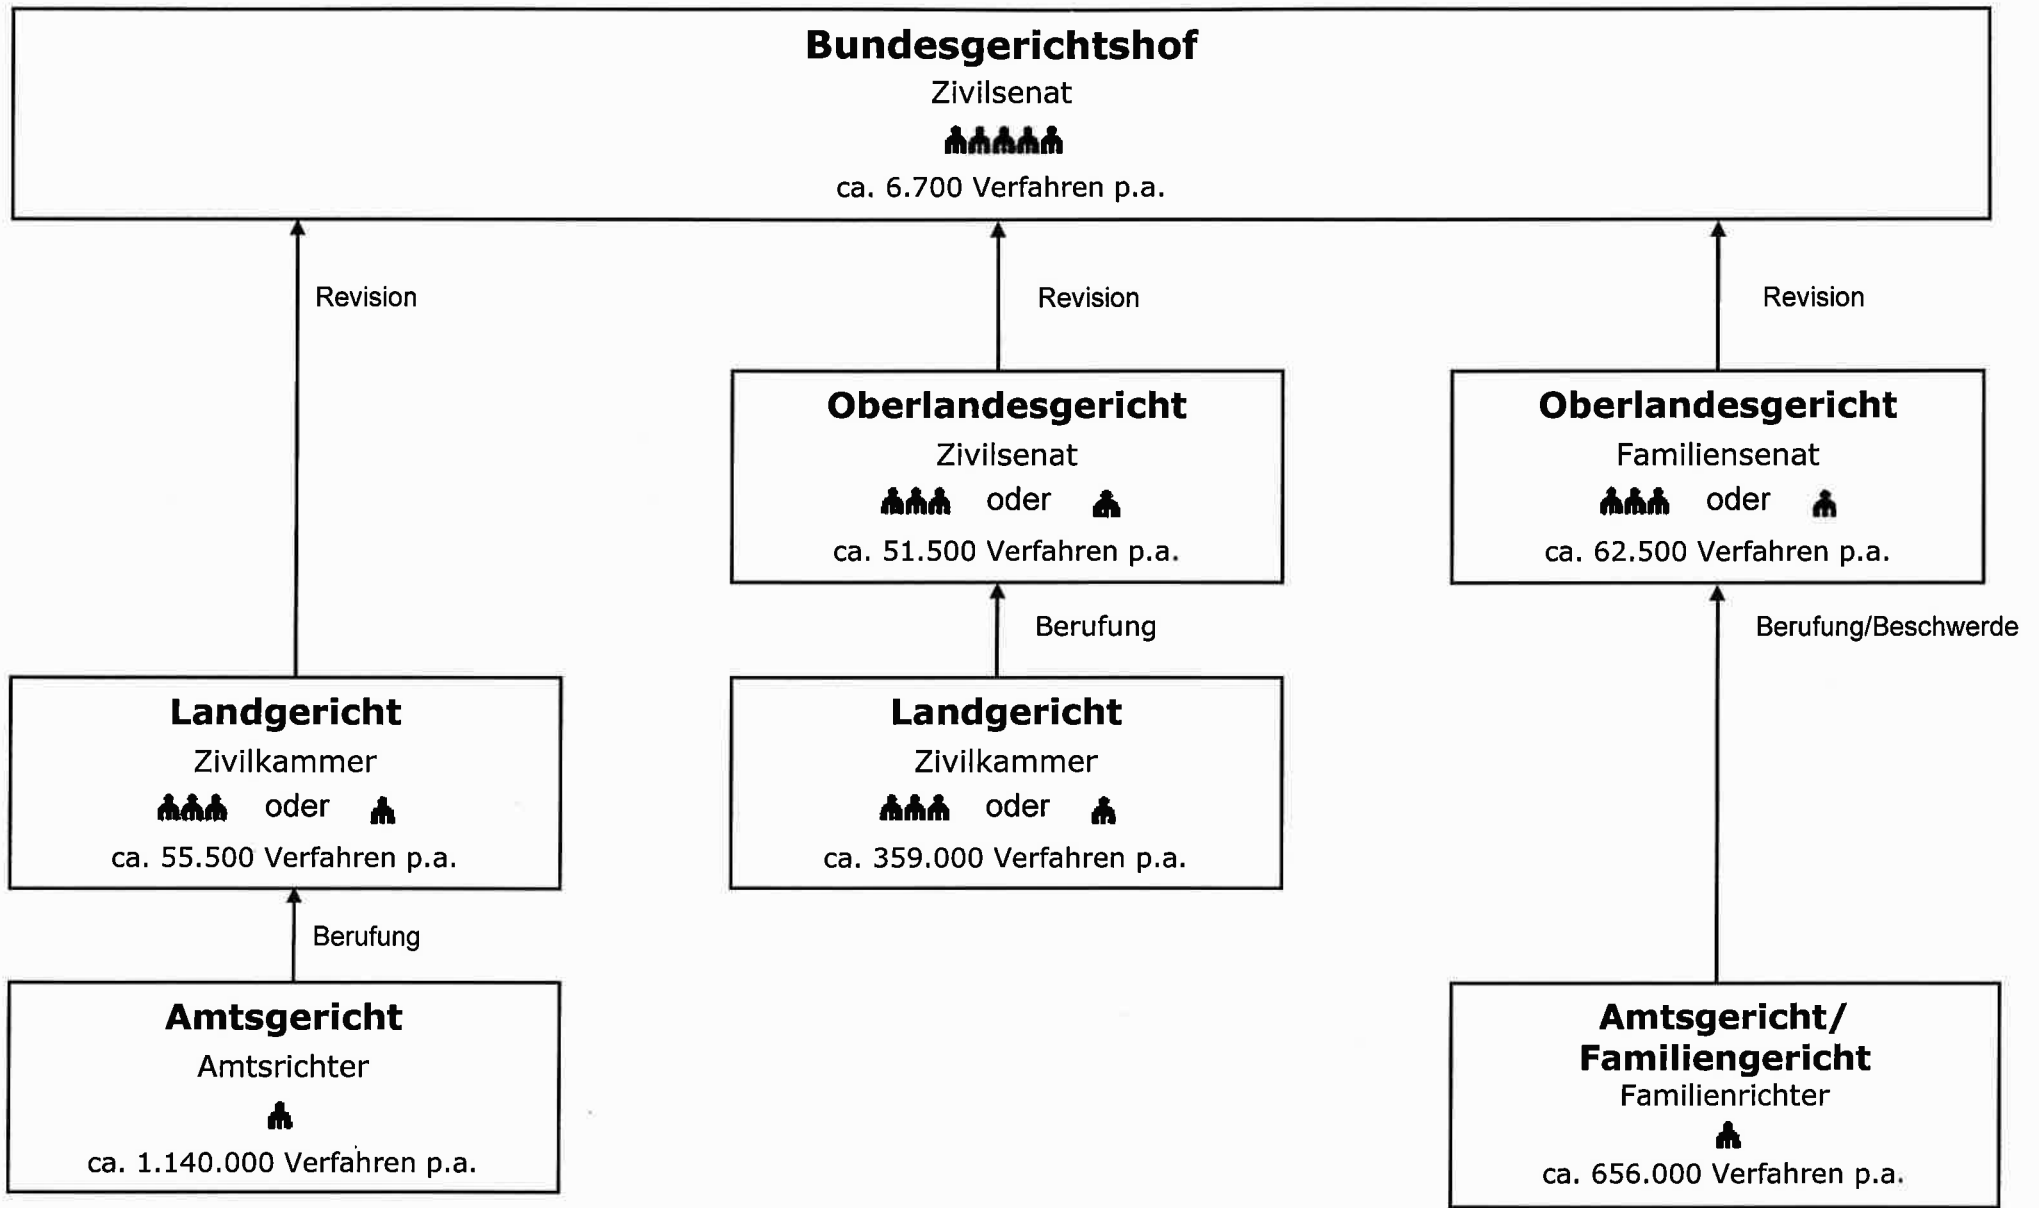 Bundesgerichtshof
Zivilsenat
ca. 6.700 Verfahren p.a.
Revision
Revision
Revision
Oberlandesgericht
Zivilsenat
oder
ca. 51.500 Verfahren p.a.
Oberlandesgericht
Familiensenat
oder
ca. 62.500 Verfahren p.a.
Berufung
Berufung/Beschwerde
Landgericht
Zivilkammer
oder
ca. 55.500 Verfahren p.a.
Landgericht
Zivilkammer
oder
ca. 359.000 Verfahren p.a.
Berufung
Amtsgericht
Amtsrichter
ca. 1.140.000 Verfahren p.a.
Amtsgericht/
Familiengericht
Familienrichter
ca. 656.000 Verfahren p.a.